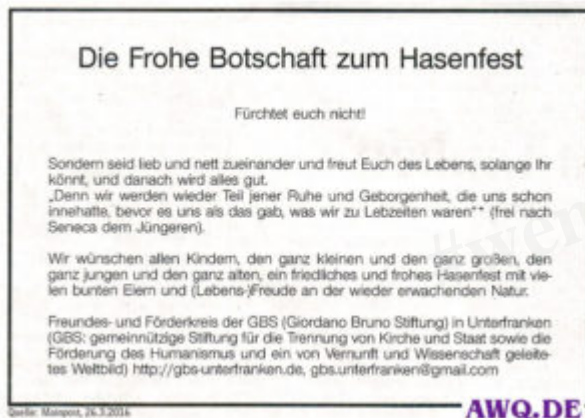 Die Frohe Botschaft zum Hasenfest
Fürchtet euch nicht!
Sondern seid lieb und nett zueinander und freut Euch des Lebens, solange Ihr
könnt, und danach wird alles gut.
„Denn wir werden wieder Teil jener Ruhe und Geborgenheit, die uns schon
innehatte, bevor es uns als das gab, was wir zu Lebzeiten waren"* (frei nach
Seneca dem Jüngeren).
Wir wünschen allen Kindern, den ganz kleinen und den ganz großen, den
ganz jungen und den ganz alten, ein friedliches und frohes Hasenfest mit vie-
len bunten Eiern und (Lebens-)Freude an der wieder erwachenden Natur.
Freundes- und Förderkreis der GBS (Giordano Bruno Stiftung) in Unterfranken
(GBS: gemeinnützige Stiftung für die Trennung von Kirche und Staat sowie die
Förderung des Humanismus und ein von Vernunft und Wissenschaft geleite-
tes Weltbild) http://gbs-unterfranken.de, gbs.unterfranken@gmail.com
Quelle: Mainpost, 26.3.2016
AWQ.DE